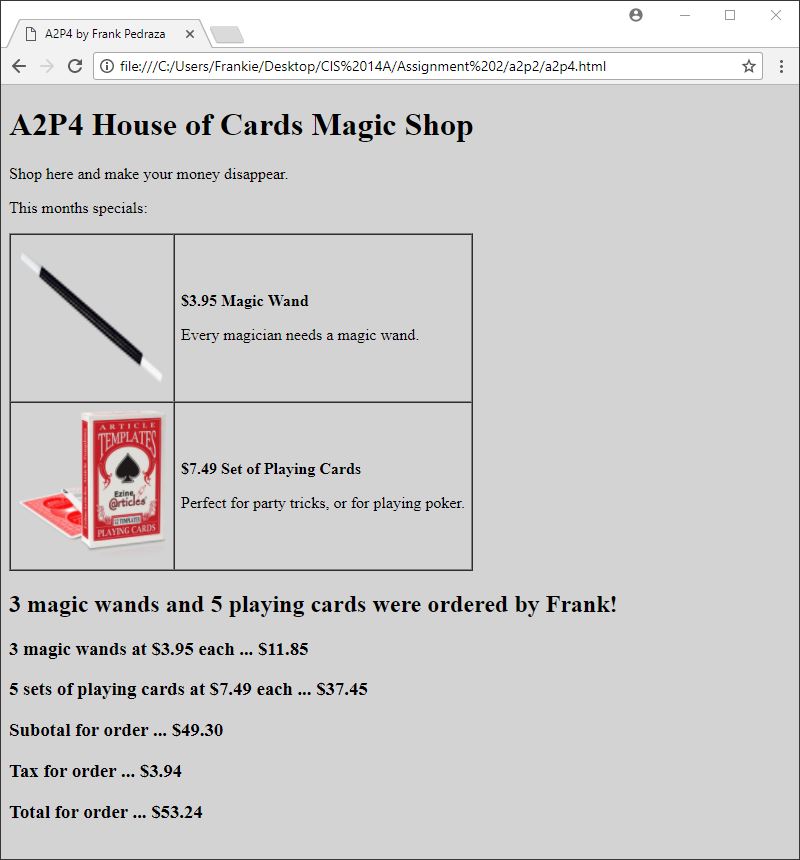 A2P4 by Frank Pedraza
file:///C:/Users/Frankie/Desktop/CIS%2014A/Assignment%202/a2p2/a2p4.html
A2P4 House of Cards Magic Shop
Shop here and make your money disappear.
This months specials:
$3.95 Magic Wand
Every magician needs a magic wand.
ARTICLE
TEMPLATES
Ezine
@rticles
12 TEMPLATES
PLAYING CARDS
$7.49 Set of Playing Cards
Perfect for party tricks, or for playing poker.
3 magic wands and 5 playing cards were ordered by Frank!
3 magic wands at $3.95 each ... $11.85
5 sets of playing cards at $7.49 each ... $37.45
Subotal for order ... $49.30
Tax for order ... $3.94
Total for order ... $53.24